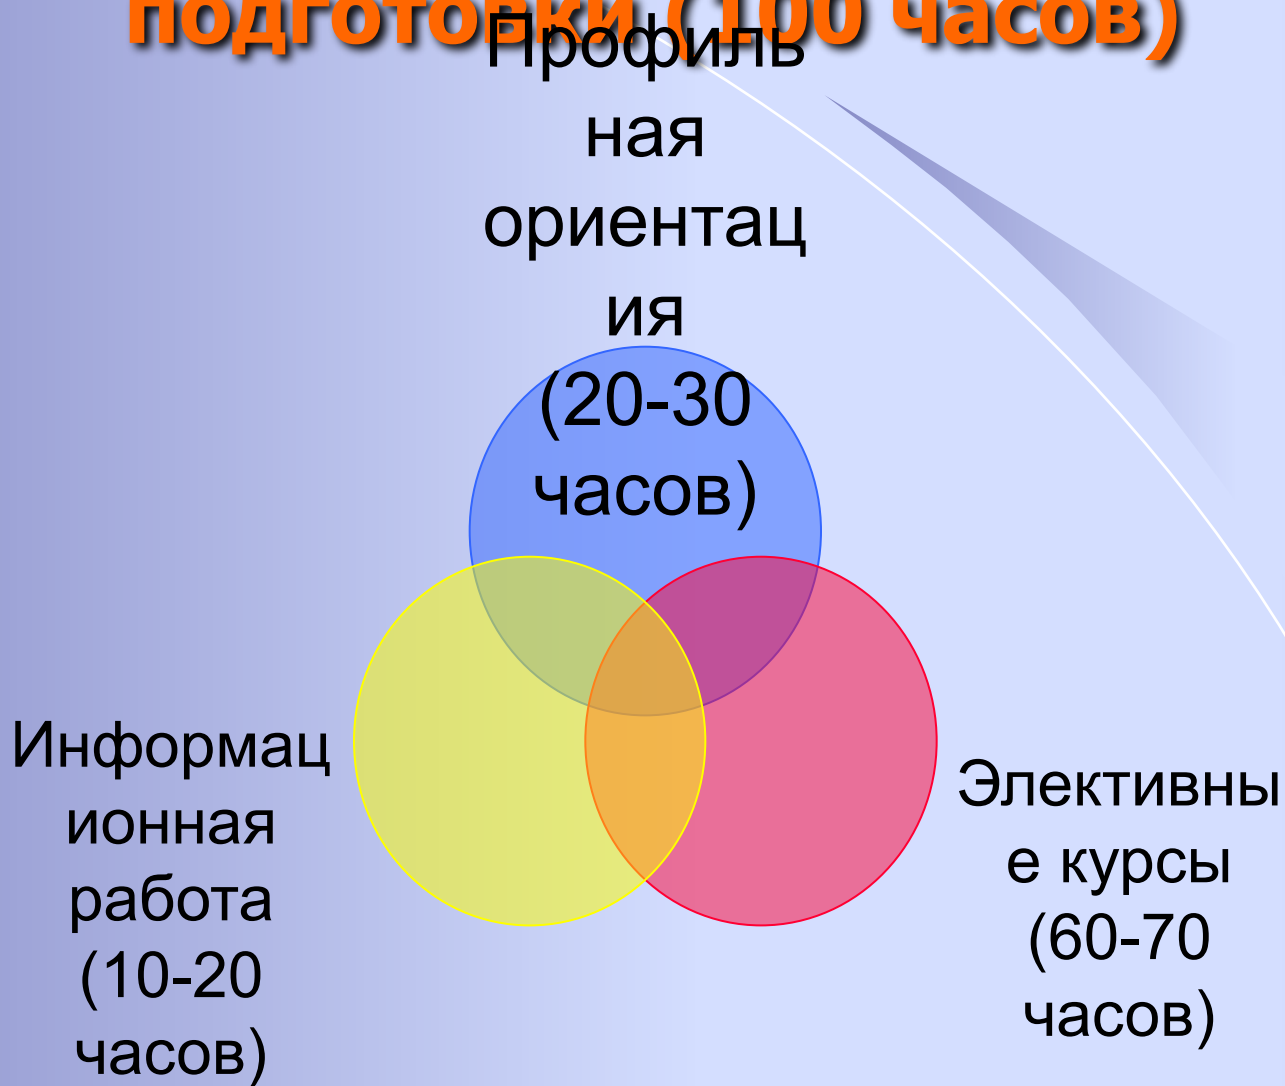 подготовки (100 часов)
Профиль
ная
ориентац
ия
(20-30
часов)
Информац
ионная
работа
(10-20
часов)
Элективны
е курсы
(60-70
часов)